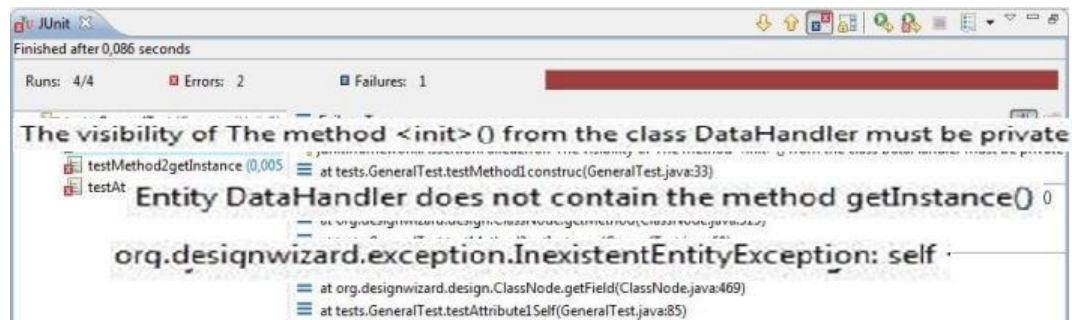 JUnit
Finished after 0,086 seconds
Runs: 4/4 Errors: 2 Failures: 1
The visibility of The method <init>() from the class DataHandler must be private
testMethod2getInstance (0,005
at tests.GeneralTest.testMethod1construc(GeneralTest.java:33)
testAt
Entity DataHandler does not contain the method getInstance()
org.designwizard.exception.InexistentEntityException: self
at org.designwizard.design.ClassNode.getField(ClassNode.java:469)
at tests.GeneralTest.testAttribute1Self(GeneralTest.java:85)